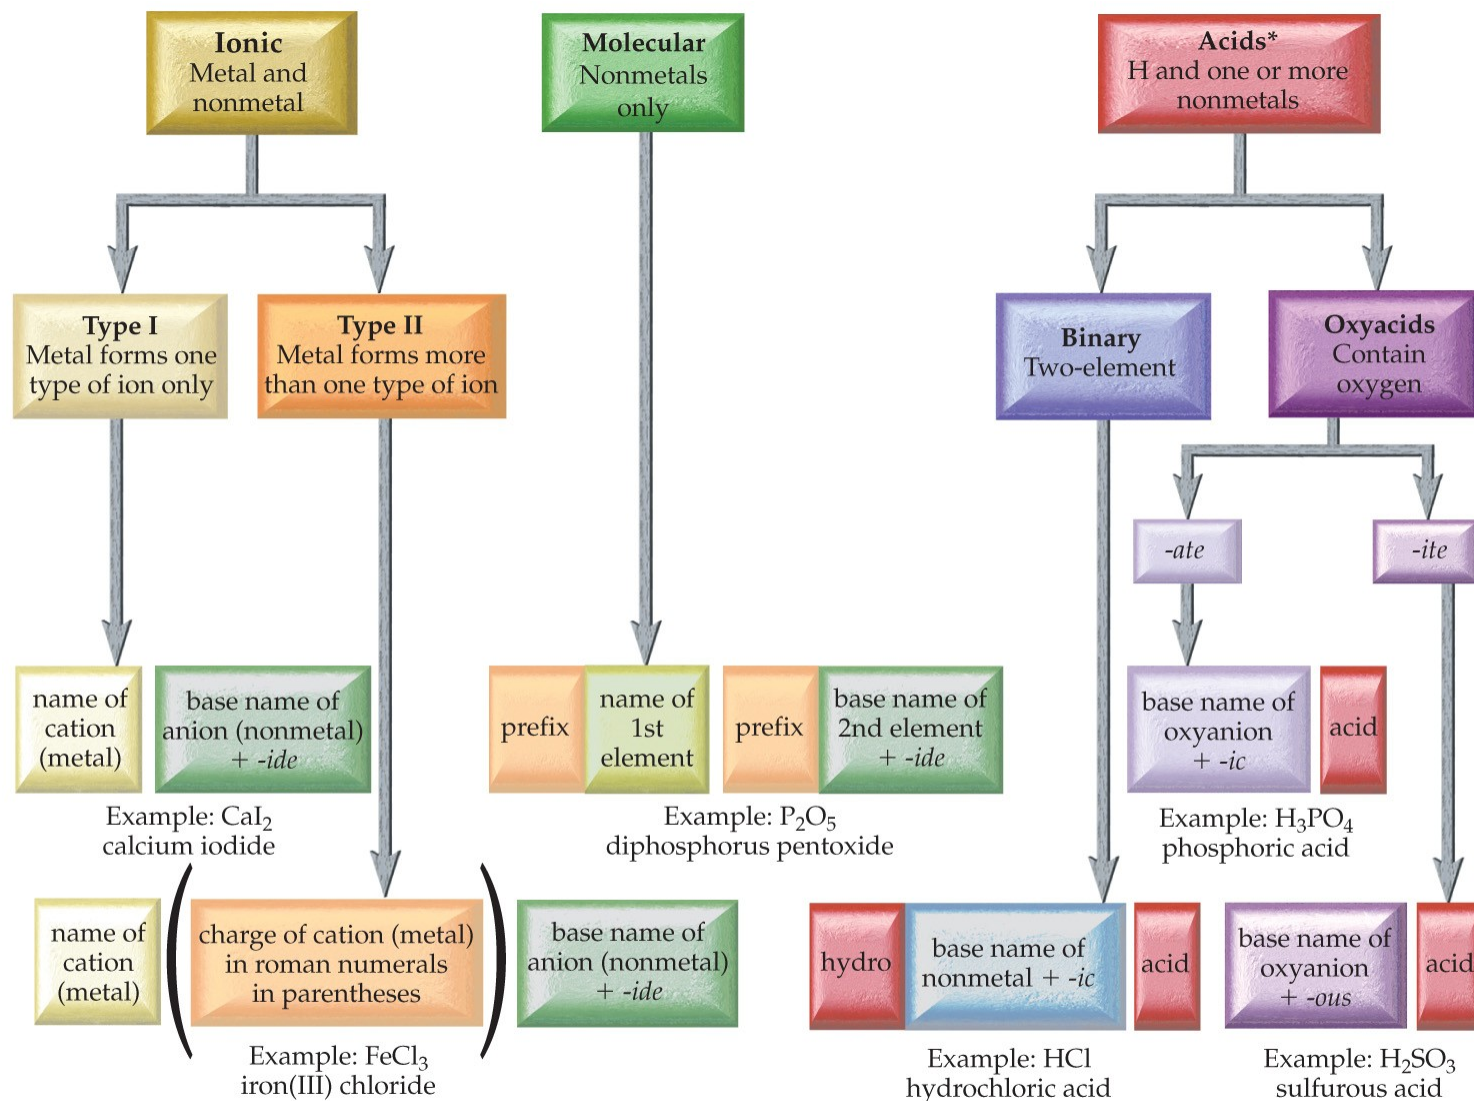 Ionic
Metal and
nonmetal
Molecular
Nonmetals
only
Acids*
H and one or more
nonmetals
Type I
Metal forms one
type of ion only
Type II
Metal forms more
than one type of ion
Binary
Two-element
Oxyacids
Contain
oxygen
-ate
-ite
name of
cation
(metal)
base name of
anion (nonmetal)
+ -ide
Example: CaI₂
calcium iodide
prefix
name of
1st
element
prefix
base name of
2nd element
+ -ide
Example: P₂O₅
diphosphorus pentoxide
base name of
oxyanion
+ -ic
acid
Example: H₃PO₄
phosphoric acid
name of
cation
(metal)
(
charge of cation (metal)
in roman numerals
in parentheses
)
base name of
anion (nonmetal)
+ -ide
Example: FeCl₃
iron(III) chloride
hydro
base name of
nonmetal + -ic
acid
Example: HCl
hydrochloric acid
base name of
oxyanion
+ -ous
acid
Example: H₂SO₃
sulfurous acid